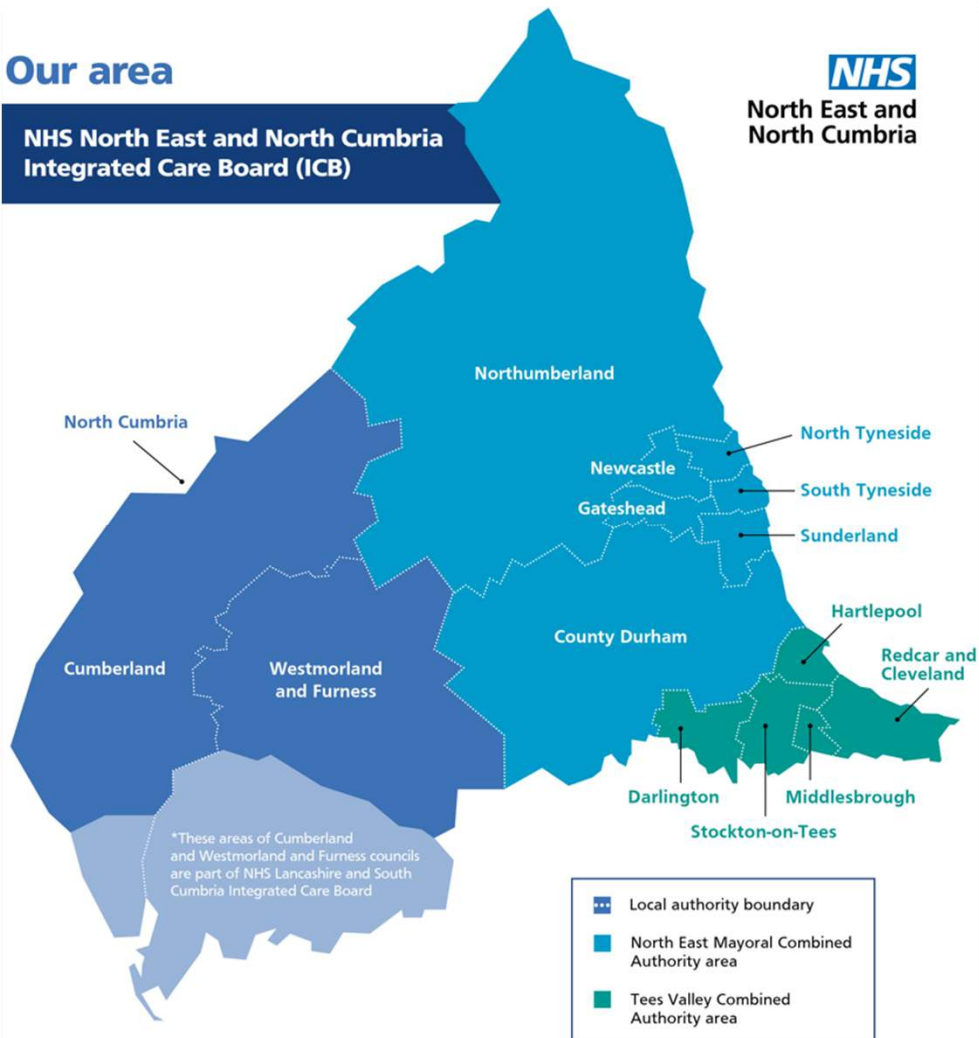 Our area
NHS
North East and
North Cumbria
NHS North East and North Cumbria
Integrated Care Board (ICB)
Northumberland
North Cumbria
North Tyneside
Newcastle
South Tyneside
Gateshead
Sunderland
Hartlepool
County Durham
Redcar and
Cleveland
Cumberland
Westmorland
and Furness
Darlington
Middlesbrough
Stockton-on-Tees
*These areas of Cumberland
and Westmorland and Furness councils
are part of NHS Lancashire and South
Cumbria Integrated Care Board
Local authority boundary
North East Mayoral Combined
Authority area
Tees Valley Combined
Authority area